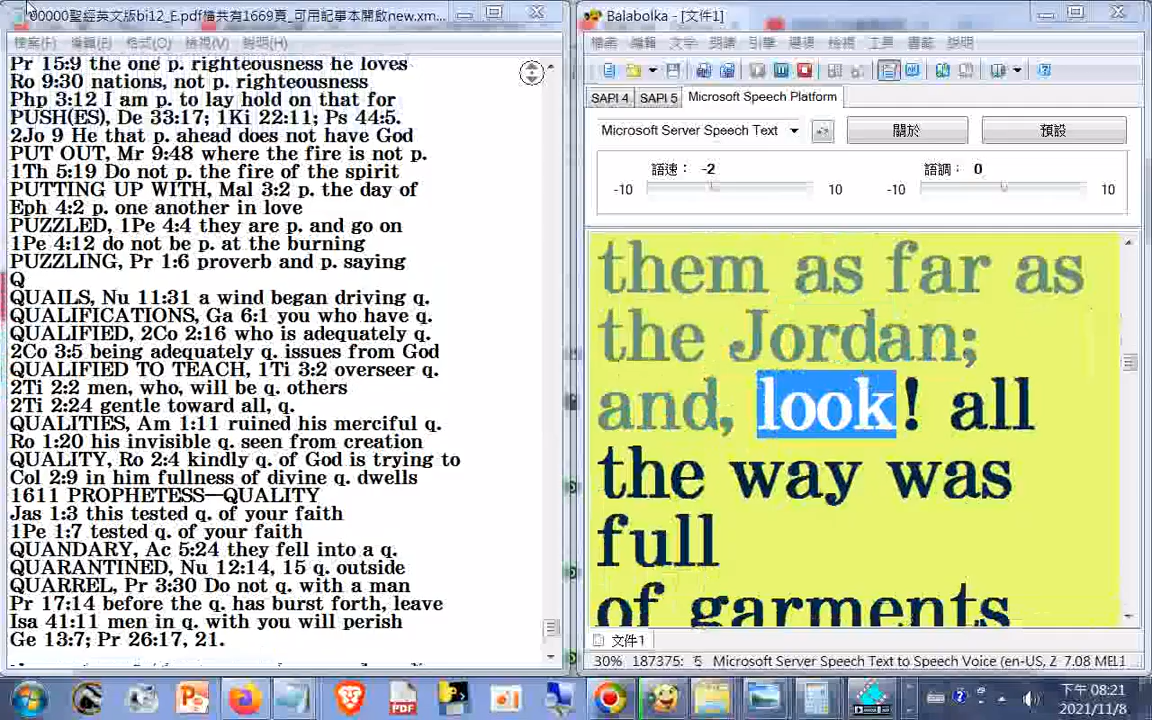 00000聖經英文版bi12_E.pdf檔共有1669頁_可用記事本開啟new.xm...
檔案(F) 編輯(E) 格式(O) 檢視(V) 說明(H)
Pr 15:9 the one p. righteousness he loves
Ro 9:30 nations, not p. righteousness
Php 3:12 I am p. to lay hold on that for
PUSH(ES), De 33:17; 1Ki 22:11; Ps 44:5.
2Jo 9 He that p. ahead does not have God
PUT OUT, Mr 9:48 where the fire is not p.
1Th 5:19 Do not p. the fire of the spirit
PUTTING UP WITH, Mal 3:2 p. the day of
Eph 4:2 p. one another in love
PUZZLED, 1Pe 4:4 they are p. and go on
1Pe 4:12 do not be p. at the burning
PUZZLING, Pr 1:6 proverb and p. saying
Q
QUAILS, Nu 11:31 a wind began driving q.
QUALIFICATIONS, Ga 6:1 you who have q.
QUALIFIED, 2Co 2:16 who is adequately q.
2Co 3:5 being adequately q. issues from God
QUALIFIED TO TEACH, 1Ti 3:2 overseer q.
2Ti 2:2 men, who, will be q. others
2Ti 2:24 gentle toward all, q.
QUALITIES, Am 1:11 ruined his merciful q.
Ro 1:20 his invisible q. seen from creation
QUALITY, Ro 2:4 kindly q. of God is trying to
Col 2:9 in him fullness of divine q. dwells
1611 PROPHETESS—QUALITY
Jas 1:3 this tested q. of your faith
1Pe 1:7 tested q. of your faith
QUANDARY, Ac 5:24 they fell into a q.
QUARANTINED, Nu 12:14, 15 q. outside
QUARREL, Pr 3:30 Do not q. with a man
Pr 17:14 before the q. has burst forth, leave
Isa 41:11 men in q. with you will perish
Ge 13:7; Pr 26:17, 21.
Balabolka - [文件1]
檔案 編輯 文字 朗讀 引擎 選項 檢視 工具 書籤 說明
SAPI 4 SAPI 5 Microsoft Speech Platform
Microsoft Server Speech Text 關於 預設
語速： -2 語調： 0
-10 10 -10 10
them as far as
the Jordan;
and, look! all
the way was
full
of garments
文件1
30% 187375: Microsoft Server Speech Text to Speech Voice (en-US, Z 7.08 MEL1
PDF
下午 08:21
2021/11/8